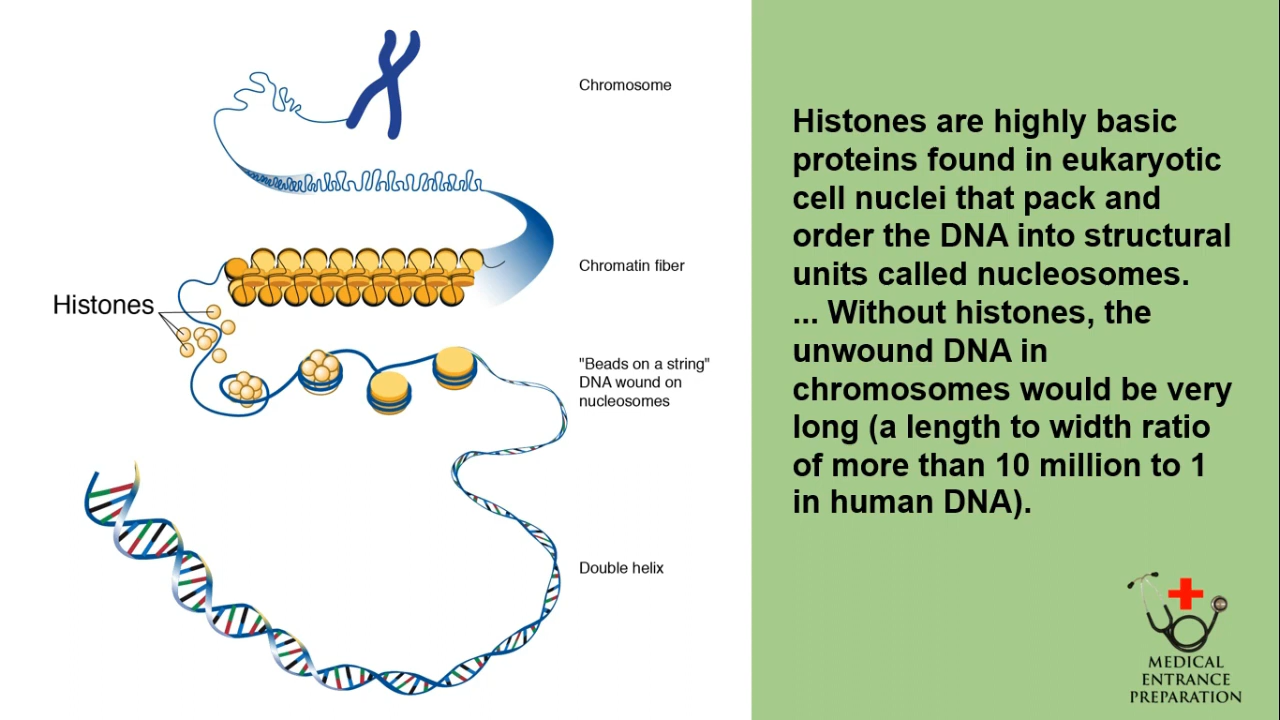 Chromosome
Chromatin fiber
Histones
"Beads on a string"
DNA wound on
nucleosomes
Double helix
Histones are highly basic
proteins found in eukaryotic
cell nuclei that pack and
order the DNA into structural
units called nucleosomes.
... Without histones, the
unwound DNA in
chromosomes would be very
long (a length to width ratio
of more than 10 million to 1
in human DNA).
MEDICAL
ENTRANCE
PREPARATION